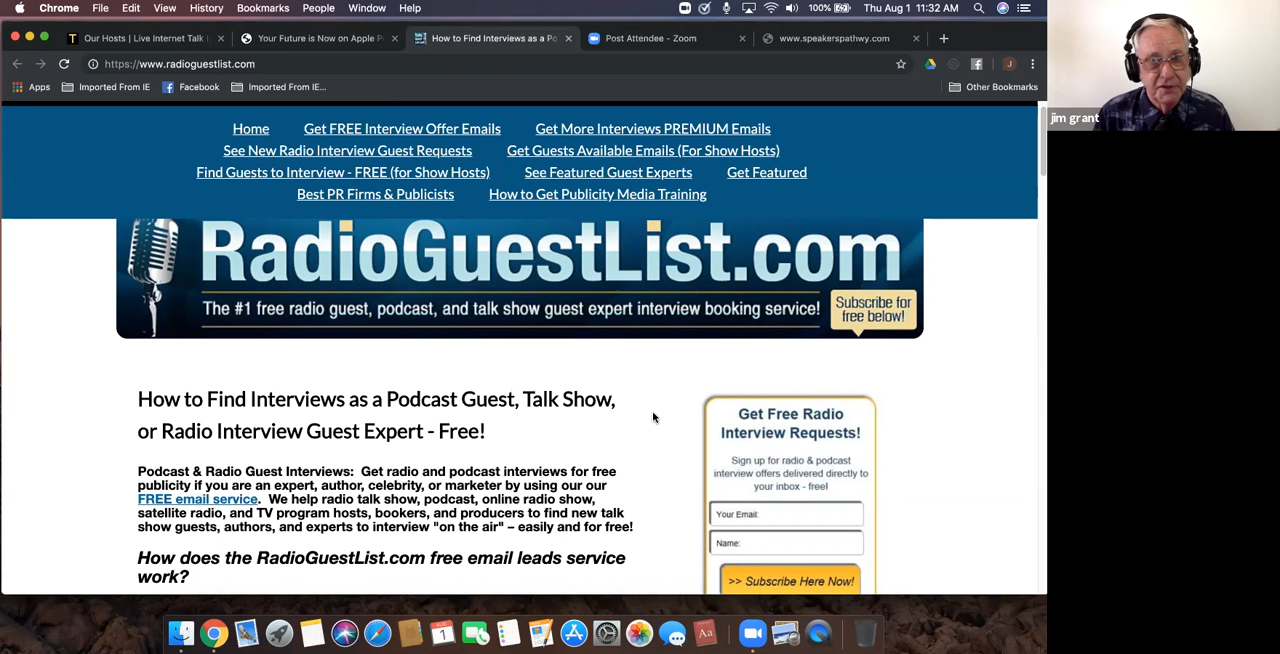 Chrome File Edit View History Bookmarks People Window Help 100% Thu Aug 1 11:32 AM
Our Hosts | Live Internet Talk Your Future is Now on Apple P How to Find Interviews as a Po Post Attendee - Zoom www.speakerspathwy.com
https://www.radioguestlist.com J
Apps Imported From IE Facebook Imported From IE... Other Bookmarks
jim grant
Home Get FREE Interview Offer Emails Get More Interviews PREMIUM Emails
See New Radio Interview Guest Requests Get Guests Available Emails (For Show Hosts)
Find Guests to Interview - FREE (for Show Hosts) See Featured Guest Experts Get Featured
Best PR Firms & Publicists How to Get Publicity Media Training
RadioGuestList.com
The #1 free radio guest, podcast, and talk show guest expert interview booking service!
Subscribe for
free below!
How to Find Interviews as a Podcast Guest, Talk Show,
or Radio Interview Guest Expert - Free!
Podcast & Radio Guest Interviews: Get radio and podcast interviews for free
publicity if you are an expert, author, celebrity, or marketer by using our our
FREE email service. We help radio talk show, podcast, online radio show,
satellite radio, and TV program hosts, bookers, and producers to find new talk
show guests, authors, and experts to interview "on the air" – easily and for free!
How does the RadioGuestList.com free email leads service
work?
Get Free Radio
Interview Requests!
Sign up for radio & podcast
interview offers delivered directly to
your inbox - free!
Your Email:
Name:
>> Subscribe Here Now!
AUG
1
Aa